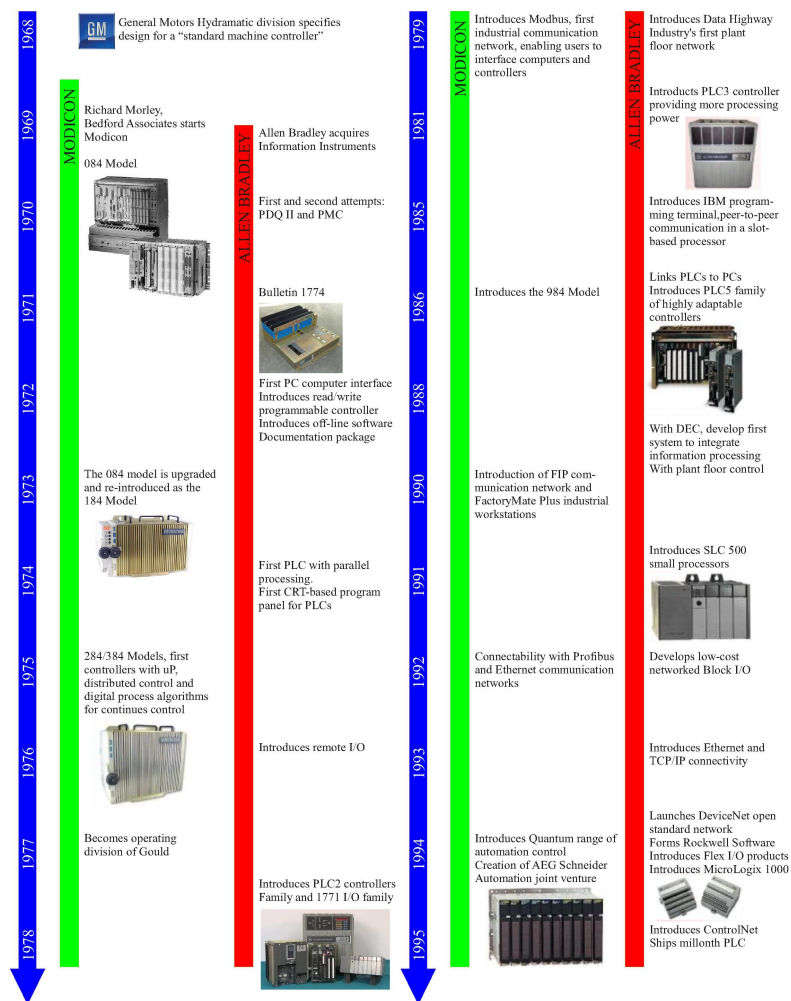 1968
GM
General Motors Hydramatic division specifies
design for a “standard machine controller”
MODICON
1969
Richard Morley,
Bedford Associates starts
Modicon
084 Model
ALLEN BRADLEY
Allen Bradley acquires
Information Instruments
1970
First and second attempts:
PDQ II and PMC
1971
Bulletin 1774
1972
First PC computer interface
Introduces read/write
programmable controller
Introduces off-line software
Documentation package
1973
The 084 model is upgraded
and re-introduced as the
184 Model
1974
First PLC with parallel
processing.
First CRT-based program
panel for PLCs
1975
284/384 Models, first
controllers with uP,
distributed control and
digital process algorithms
for continues control
1976
Introduces remote I/O
1977
Becomes operating
division of Gould
Introduces PLC2 controllers
Family and 1771 I/O family
1978
1979
MODICON
Introduces Modbus, first
industrial communication
network, enabling users to
interface computers and
controllers
ALLEN BRADLEY
Introduces Data Highway
Industry's first plant
floor network
1981
Introducts PLC3 controller
providing more processing
power
1985
Introduces IBM program-
ming terminal,peer-to-peer
communication in a slot-
based processor
1986
Introduces the 984 Model
Links PLCs to PCs
Introduces PLC5 family
of highly adaptable
controllers
1988
With DEC, develop first
system to integrate
information processing
With plant floor control
1990
Introduction of FIP com-
munication network and
FactoryMate Plus industrial
workstations
1991
Introduces SLC 500
small processors
1992
Connectability with Profibus
and Ethernet communication
networks
Develops low-cost
networked Block I/O
1993
Introduces Ethernet and
TCP/IP connectivity
1994
Introduces Quantum range of
automation control
Creation of AEG Schneider
Automation joint venture
Launches DeviceNet open
standard network
Forms Rockwell Software
Introduces Flex I/O products
Introduces MicroLogix 1000
1995
Introduces ControlNet
Ships millonth PLC